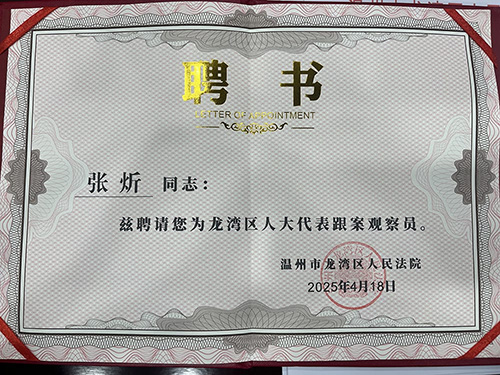 聘书
LETTER OF APPOINTMENT
张炘 同志：
兹聘请您为龙湾区人大代表跟案观察员。
温州市龙湾区人民法院
2025年4月18日